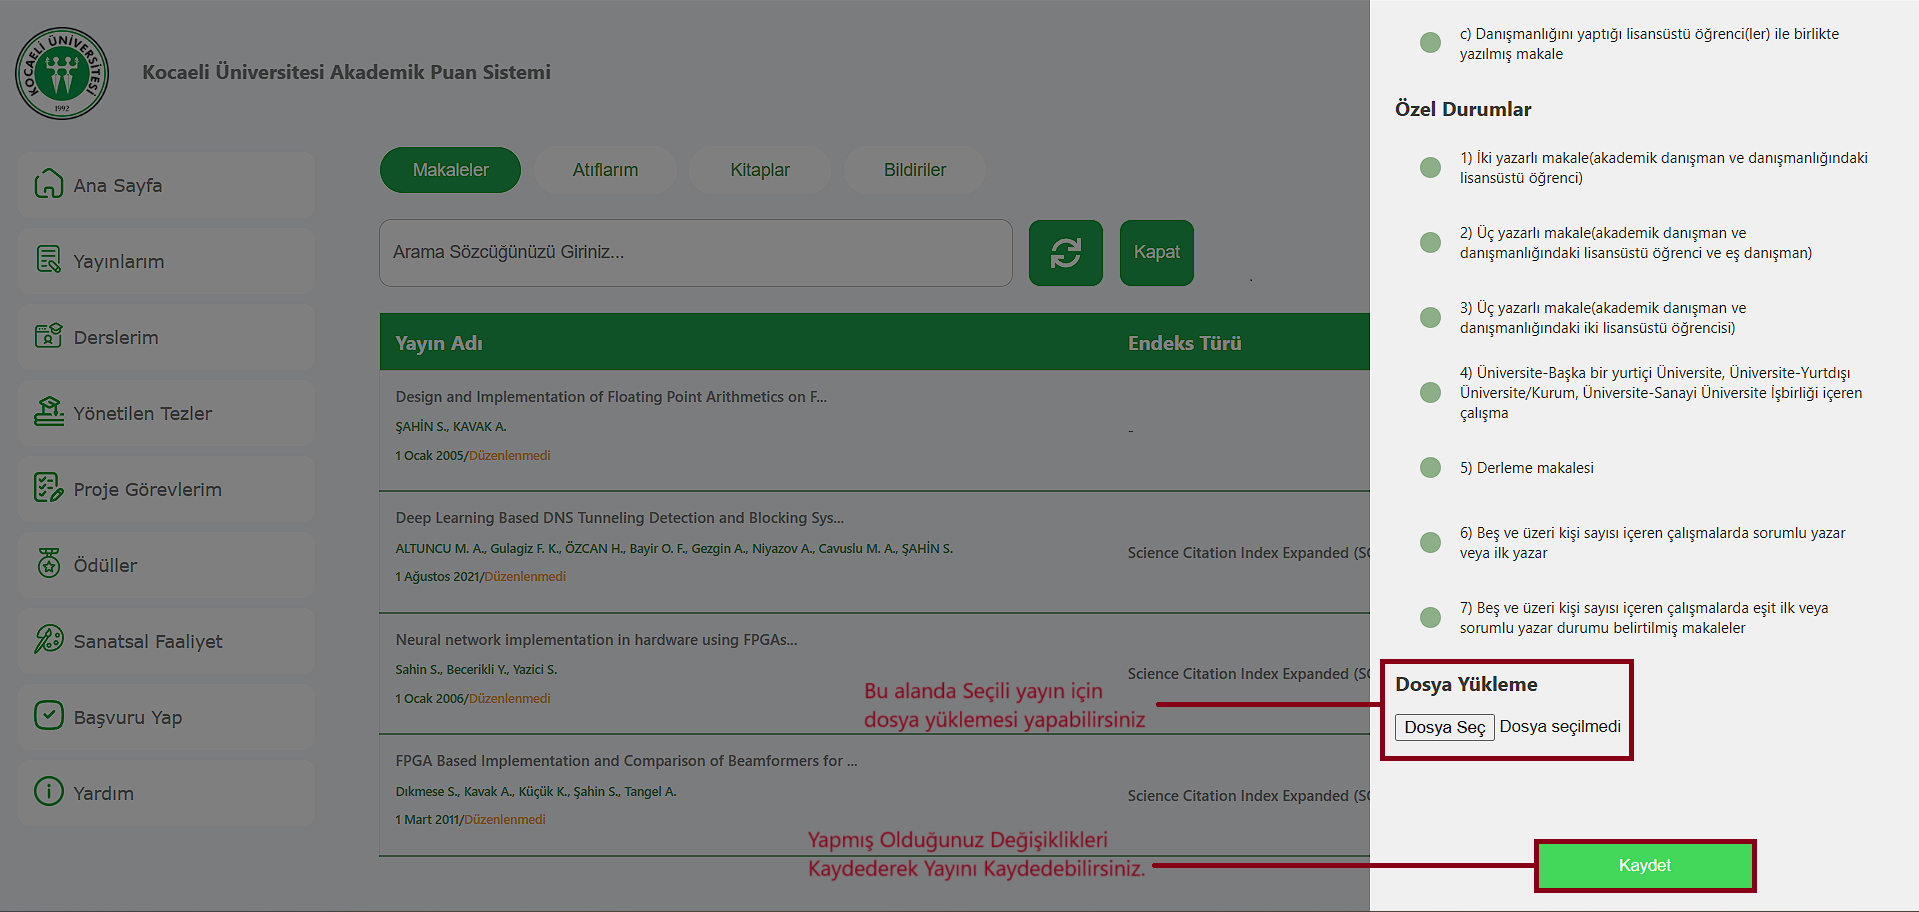 KOCAELİ ÜNİVERSİTESİ
1992
Kocaeli Üniversitesi Akademik Puan Sistemi
Ana Sayfa
Yayınlarım
Derslerim
Yönetilen Tezler
Proje Görevlerim
Ödüller
Sanatsal Faaliyet
Başvuru Yap
Yardım
Makaleler
Atıflarım
Kitaplar
Bildiriler
Arama Sözcüğünüzü Giriniz...
Kapat
.
Yayın Adı
Endeks Türü
Design and Implementation of Floating Point Arithmetics on F...
ŞAHİN S., KAVAK A.
1 Ocak 2005/Düzenlenmedi
-
Deep Learning Based DNS Tunneling Detection and Blocking Sys...
ALTUNCU M. A., Gulagiz F. K., ÖZCAN H., Bayir O. F., Gezgin A., Niyazov A., Cavuslu M. A., ŞAHİN S.
1 Ağustos 2021/Düzenlenmedi
Science Citation Index Expanded (SC
Neural network implementation in hardware using FPGAs...
Sahin S., Becerikli Y., Yazici S.
1 Ocak 2006/Düzenlenmedi
Science Citation Index Expanded (SC
FPGA Based Implementation and Comparison of Beamformers for ...
Dıkmese S., Kavak A., Küçük K., Şahin S., Tangel A.
1 Mart 2011/Düzenlenmedi
Science Citation Index Expanded (SC
Bu alanda Seçili yayın için
dosya yüklemesi yapabilirsiniz
Yapmış Olduğunuz Değişiklikleri
Kaydederek Yayını Kaydedebilirsiniz.
c) Danışmanlığını yaptığı lisansüstü öğrenci(ler) ile birlikte
yazılmış makale
Özel Durumlar
1) İki yazarlı makale(akademik danışman ve danışmanlığındaki
lisansüstü öğrenci)
2) Üç yazarlı makale(akademik danışman ve
danışmanlığındaki lisansüstü öğrenci ve eş danışman)
3) Üç yazarlı makale(akademik danışman ve
danışmanlığındaki iki lisansüstü öğrencisi)
4) Üniversite-Başka bir yurtiçi Üniversite, Üniversite-Yurtdışı
Üniversite/Kurum, Üniversite-Sanayi Üniversite İşbirliği içeren
çalışma
5) Derleme makalesi
6) Beş ve üzeri kişi sayısı içeren çalışmalarda sorumlu yazar
veya ilk yazar
7) Beş ve üzeri kişi sayısı içeren çalışmalarda eşit ilk veya
sorumlu yazar durumu belirtilmiş makaleler
Dosya Yükleme
Dosya Seç Dosya seçilmedi
Kaydet